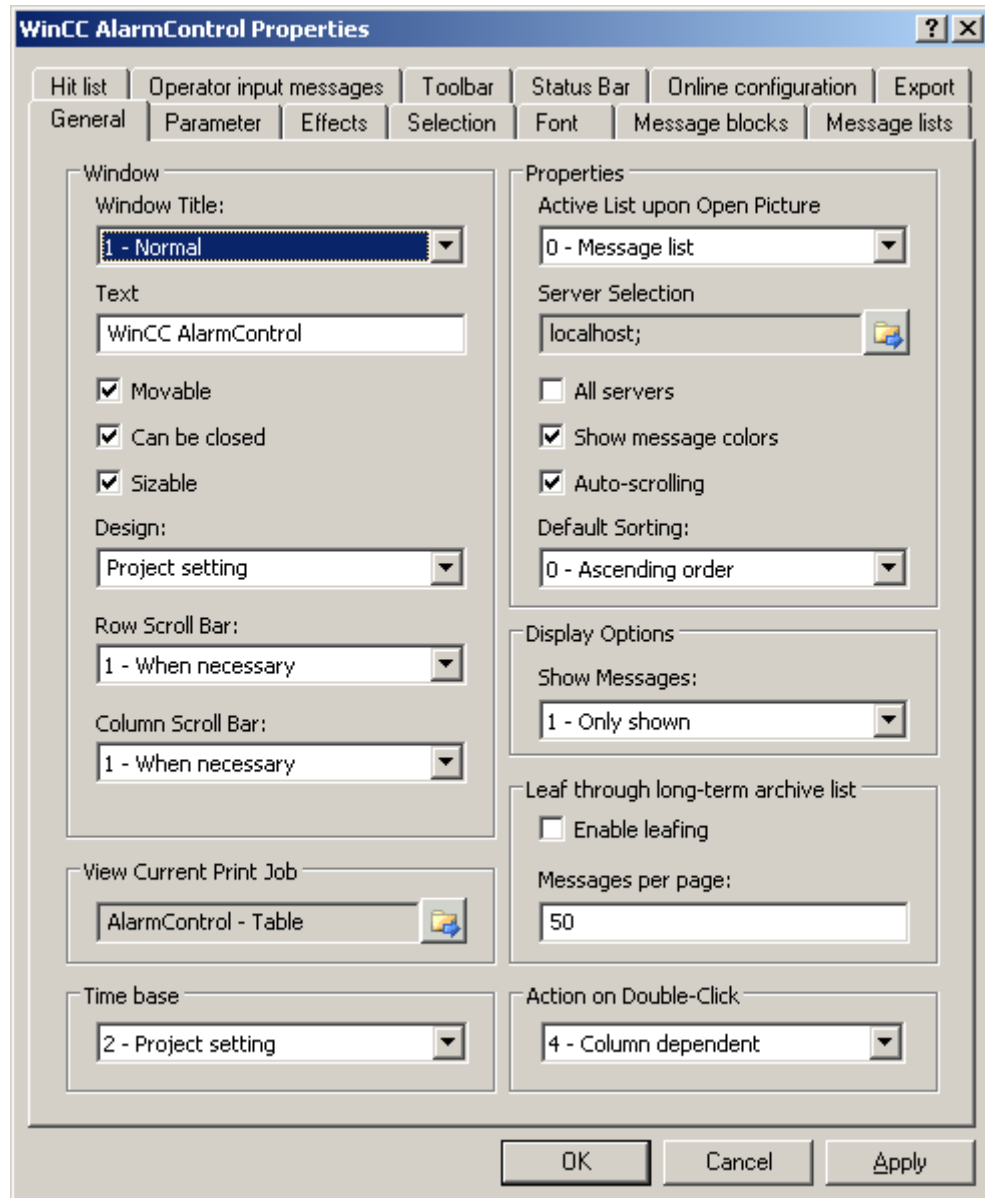 WinCC AlarmControl Properties
Hit list
Operator input messages
Toolbar
Status Bar
Online configuration
Export
General
Parameter
Effects
Selection
Font
Message blocks
Message lists
Window
Window Title:
1 - Normal
Text
WinCC AlarmControl
Movable
Can be closed
Sizable
Design:
Project setting
Row Scroll Bar:
1 - When necessary
Column Scroll Bar:
1 - When necessary
View Current Print Job
AlarmControl - Table
Time base
2 - Project setting
Properties
Active List upon Open Picture
0 - Message list
Server Selection
localhost;
All servers
Show message colors
Auto-scrolling
Default Sorting:
0 - Ascending order
Display Options
Show Messages:
1 - Only shown
Leaf through long-term archive list
Enable leafing
Messages per page:
50
Action on Double-Click
4 - Column dependent
OK
Cancel
Apply